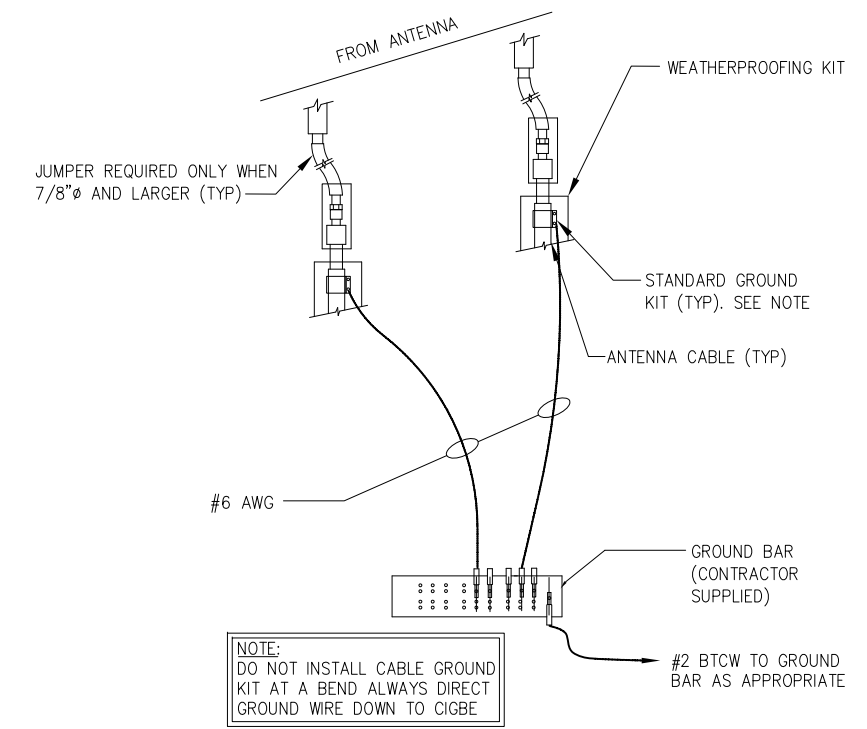 FROM ANTENNA
WEATHERPROOFING KIT
JUMPER REQUIRED ONLY WHEN
7/8"ø AND LARGER (TYP)
STANDARD GROUND
KIT (TYP). SEE NOTE
ANTENNA CABLE (TYP)
#6 AWG
GROUND BAR
(CONTRACTOR
SUPPLIED)
NOTE:
DO NOT INSTALL CABLE GROUND
KIT AT A BEND ALWAYS DIRECT
GROUND WIRE DOWN TO CIGBE
#2 BTCW TO GROUND
BAR AS APPROPRIATE